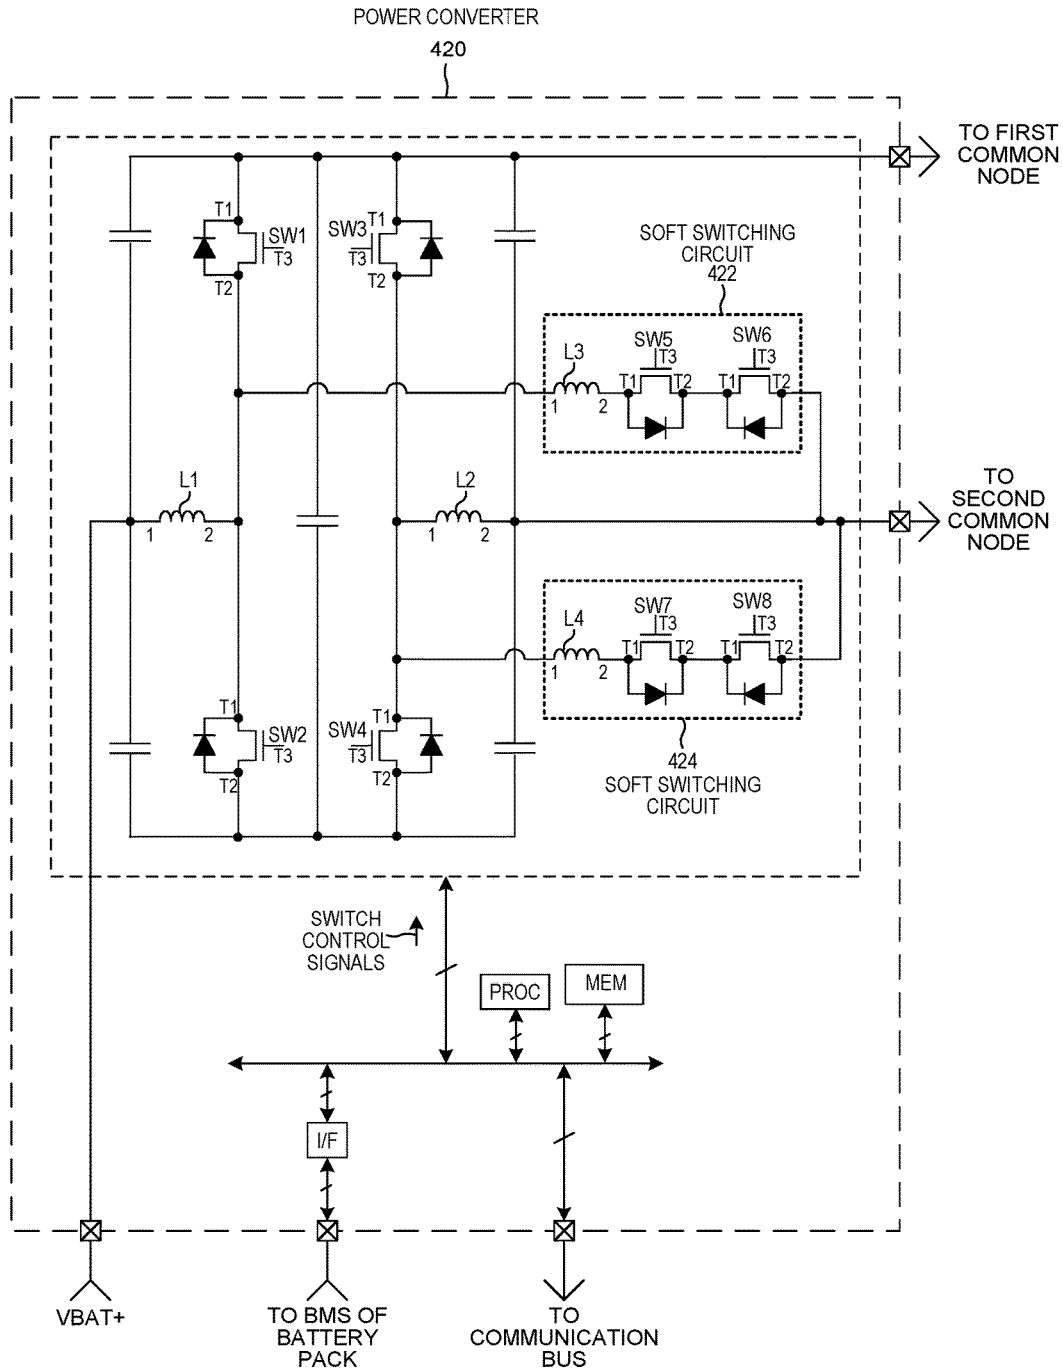 POWER CONVERTER
420
TO FIRST
COMMON
NODE
T1
SW1
T3
T2
T1
SW3
T3
T2
SOFT SWITCHING
CIRCUIT
422
L3
1
2
SW5
T3
T1
T2
SW6
T3
T1
T2
L1
1
2
L2
1
2
TO
SECOND
COMMON
NODE
L4
1
2
SW7
T3
T1
T2
SW8
T3
T1
T2
T1
SW2
T3
T2
T1
SW4
T3
T2
424
SOFT SWITCHING
CIRCUIT
SWITCH
CONTROL
SIGNALS
PROC
MEM
I/F
VBAT+
TO BMS OF
BATTERY
PACK
TO
COMMUNICATION
BUS